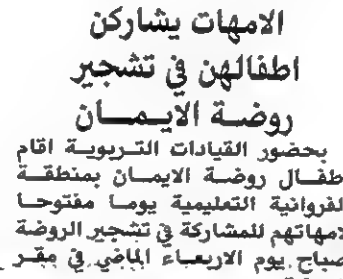 الامهات يشاركن
اطفالهن في تشجير
روضة الايمان
بحضور القيادات التربوية اقام
طفال روضة الايمان بمنطقة
لفروانية التعليمية يوما مفتوحا
لامهاتهم للمشاركة في تشجير الروضة
صباح يوم الاربعاء الماضي في مقر